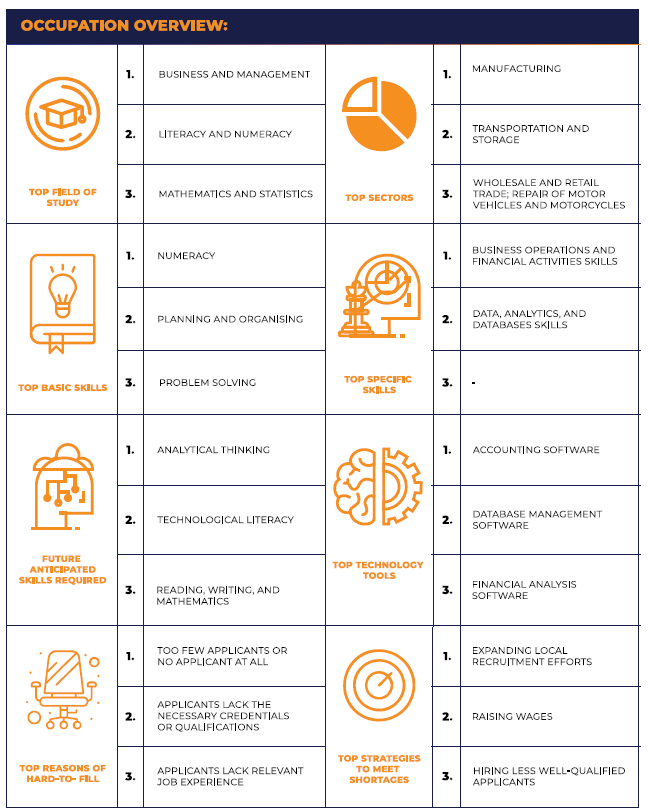 OCCUPATION OVERVIEW:
TOP FIELD OF
STUDY
1. BUSINESS AND MANAGEMENT
2. LITERACY AND NUMERACY
3. MATHEMATICS AND STATISTICS
TOP SECTORS
1. MANUFACTURING
2. TRANSPORTATION AND
STORAGE
3. WHOLESALE AND RETAIL
TRADE; REPAIR OF MOTOR
VEHICLES AND MOTORCYCLES
TOP BASIC SKILLS
1. NUMERACY
2. PLANNING AND ORGANISING
3. PROBLEM SOLVING
TOP SPECIFIC
SKILLS
1. BUSINESS OPERATIONS AND
FINANCIAL ACTIVITIES SKILLS
2. DATA, ANALYTICS, AND
DATABASES SKILLS
3. -
FUTURE
ANTICIPATED
SKILLS REQUIRED
1. ANALYTICAL THINKING
2. TECHNOLOGICAL LITERACY
3. READING, WRITING, AND
MATHEMATICS
TOP TECHNOLOGY
TOOLS
1. ACCOUNTING SOFTWARE
2. DATABASE MANAGEMENT
SOFTWARE
3. FINANCIAL ANALYSIS
SOFTWARE
TOP REASONS OF
HARD-TO- FILL
1. TOO FEW APPLICANTS OR
NO APPLICANT AT ALL
2. APPLICANTS LACK THE
NECESSARY CREDENTIALS
OR QUALIFICATIONS
3. APPLICANTS LACK RELEVANT
JOB EXPERIENCE
TOP STRATEGIES
TO MEET
SHORTAGES
1. EXPANDING LOCAL
RECRUITMENT EFFORTS
2. RAISING WAGES
3. HIRING LESS WELL-QUALIFIED
APPLICANTS